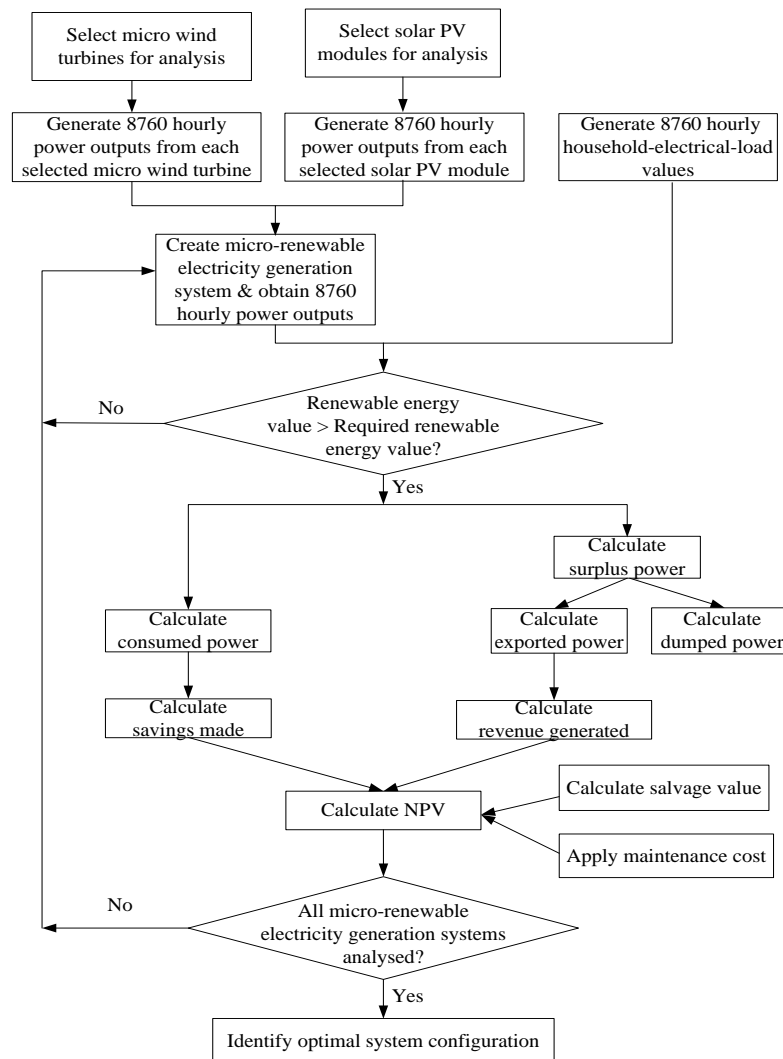 Select micro wind
turbines for analysis
Select solar PV
modules for analysis
Generate 8760 hourly
power outputs from each
selected micro wind turbine
Generate 8760 hourly
power outputs from each
selected solar PV module
Generate 8760 hourly
household-electrical-load
values
Create micro-renewable
electricity generation
system & obtain 8760
hourly power outputs
No
Renewable energy
value > Required renewable
energy value?
Yes
Calculate
surplus power
Calculate
consumed power
Calculate
exported power
Calculate
dumped power
Calculate
savings made
Calculate
revenue generated
Calculate salvage value
Calculate NPV
Apply maintenance cost
No
All micro-renewable
electricity generation systems
analysed?
Yes
Identify optimal system configuration